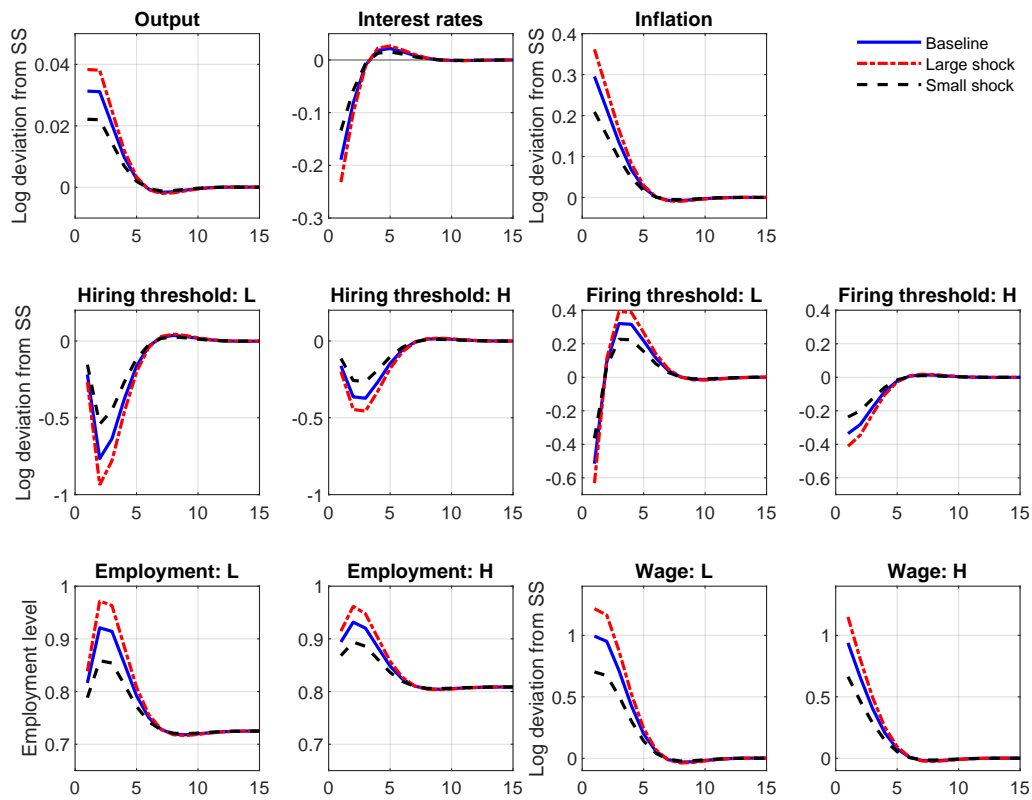 Output
Interest rates
Inflation
Log deviation from SS
0.04
0.02
0
0 5 10 15
0
-0.1
-0.2
-0.3
0 5 10 15
Log deviation from SS
0.4
0.3
0.2
0.1
0
0 5 10 15
Baseline
Large shock
Small shock
Hiring threshold: L
Hiring threshold: H
Firing threshold: L
Firing threshold: H
Log deviation from SS
0
-0.5
-1
0 5 10 15
0
-0.5
-1
0 5 10 15
0.4
0.2
0
-0.2
-0.4
-0.6
0 5 10 15
0.4
0.2
0
-0.2
-0.4
-0.6
0 5 10 15
Employment: L
Employment: H
Wage: L
Wage: H
Employment level
1
0.9
0.8
0.7
0 5 10 15
1
0.9
0.8
0.7
0 5 10 15
Log deviation from SS
1
0.5
0
0 5 10 15
1
0.5
0
0 5 10 15